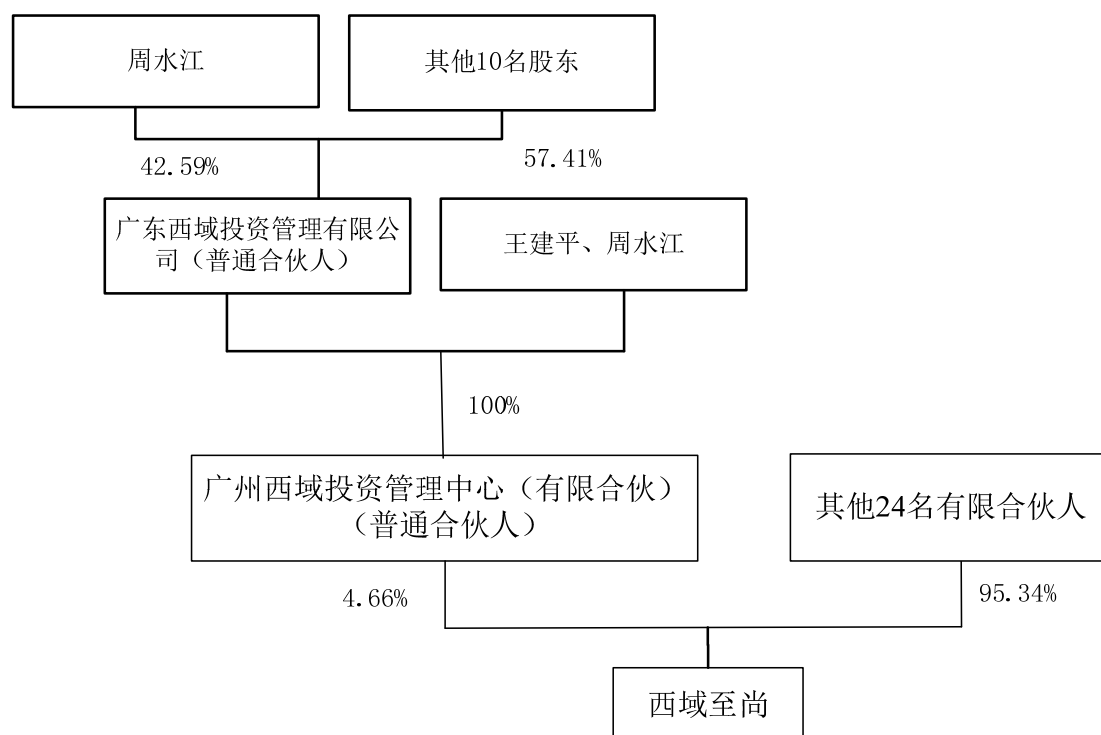 周水江
其他10名股东
42.59%
57.41%
广东西域投资管理有限公
司（普通合伙人）
王建平、周水江
100%
广州西域投资管理中心（有限合伙）
（普通合伙人）
其他24名有限合伙人
4.66%
95.34%
西域至尚